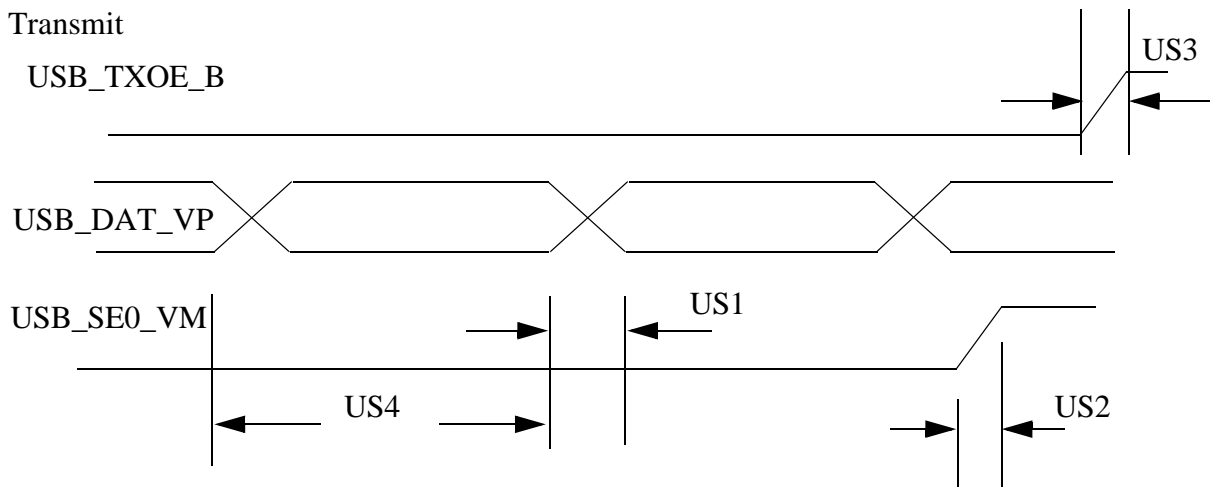 Transmit
US3
USB_TXOE_B
USB_DAT_VP
US1
USB_SE0_VM
US4
US2